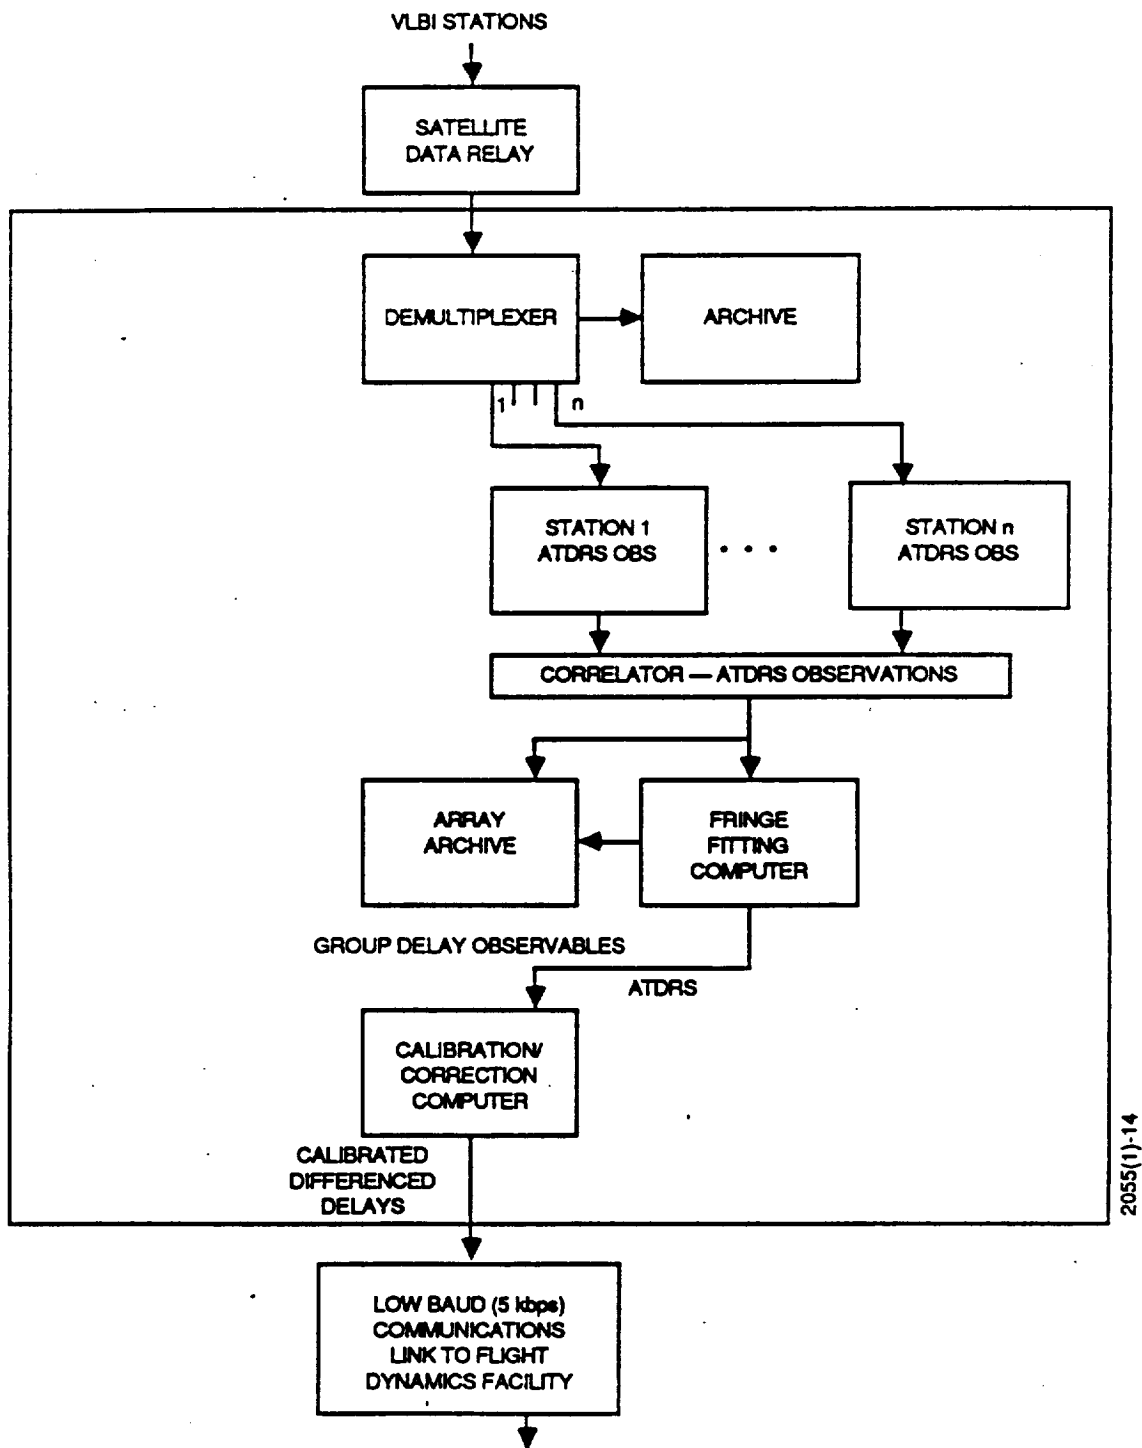 VLBI STATIONS
SATELLITE
DATA RELAY
DEMULTIPLEXER
ARCHIVE
1
n
STATION 1
ATDRS OBS
. . .
STATION n
ATDRS OBS
CORRELATOR — ATDRS OBSERVATIONS
ARRAY
ARCHIVE
FRINGE
FITTING
COMPUTER
GROUP DELAY OBSERVABLES
ATDRS
CALIBRATION/
CORRECTION
COMPUTER
CALIBRATED
DIFFERENCED
DELAYS
2055(1)-14
LOW BAUD (5 kbps)
COMMUNICATIONS
LINK TO FLIGHT
DYNAMICS FACILITY